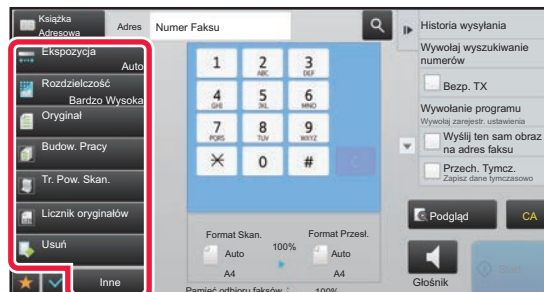 Książka
Adresowa
Adres
Numer Faksu
Ekspozycja
Auto
Rozdzielczość
Bardzo Wysoka
Oryginał
Budow. Pracy
Tr. Pow. Skan.
Licznik oryginałów
Usuń
Inne
1
2
ABC
3
DEF
4
GHI
5
JKL
6
MNO
7
PQRS
8
TUV
9
WXYZ
0
#
C
Format Skan.
100%
Format Przesł.
Auto
A4
Auto
A4
Pamięć odbioru faksów : 100%
Historia wysyłania
Wywołaj wyszukiwanie
numerów
Bezp. TX
Wywołanie programu
Wywołaj zarejestr. ustawienia
Wyślij ten sam obraz
na adres faksu
Przech. Tymcz.
Zapisz dane tymczasowo
Podgląd
CA
Głośnik
Start